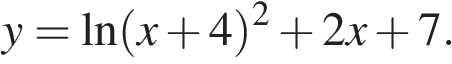 y = ln(x + 4)² + 2x + 7.